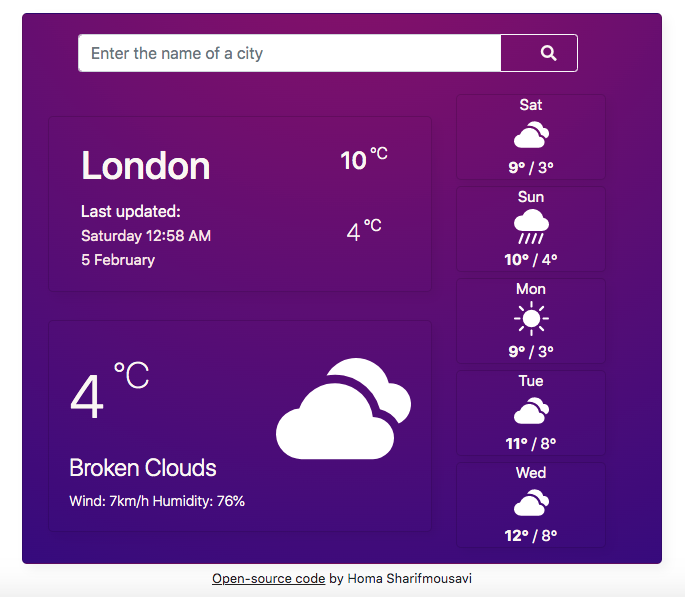 Enter the name of a city
London
10 °C
Last updated:
Saturday 12:58 AM
4 °C
5 February
4 °C
Broken Clouds
Wind: 7km/h Humidity: 76%
Sat
9° / 3°
Sun
10° / 4°
Mon
9° / 3°
Tue
11° / 8°
Wed
12° / 8°
Open-source code by Homa Sharifmousavi